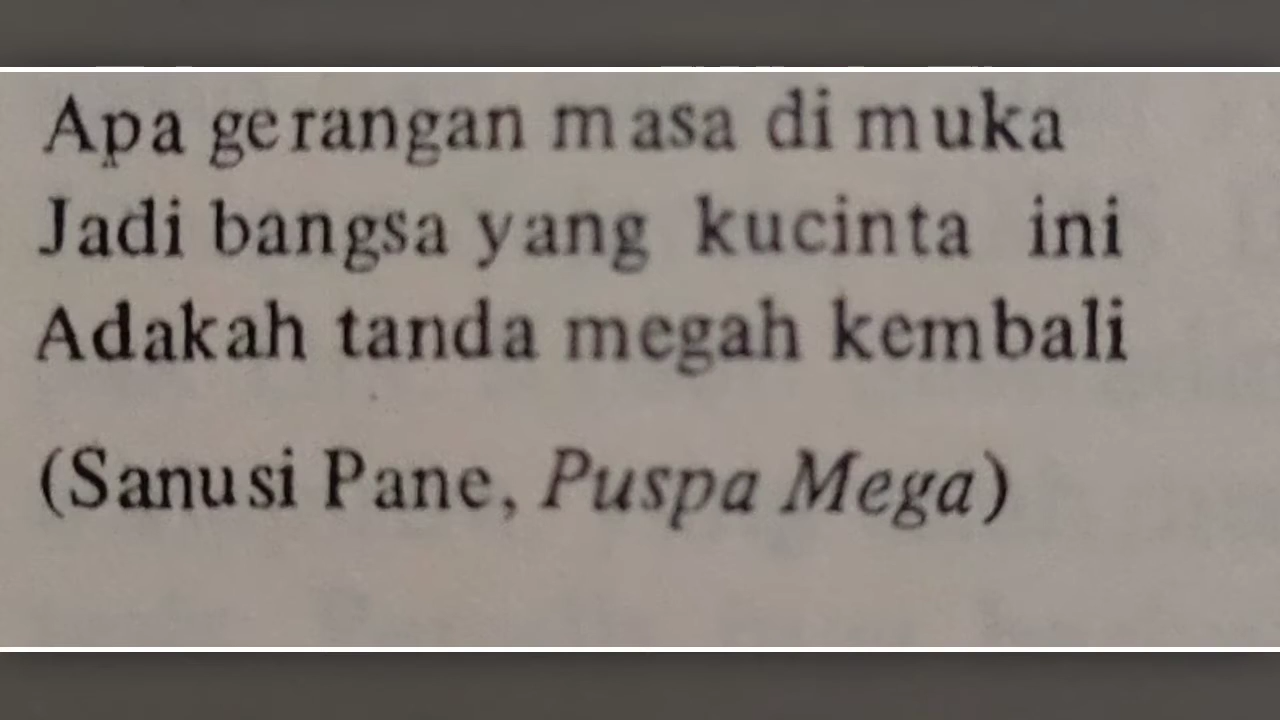 Apa gerangan masa di muka
Jadi bangsa yang kucinta ini
Adakah tanda megah kembali
(Sanusi Pane, Puspa Mega)